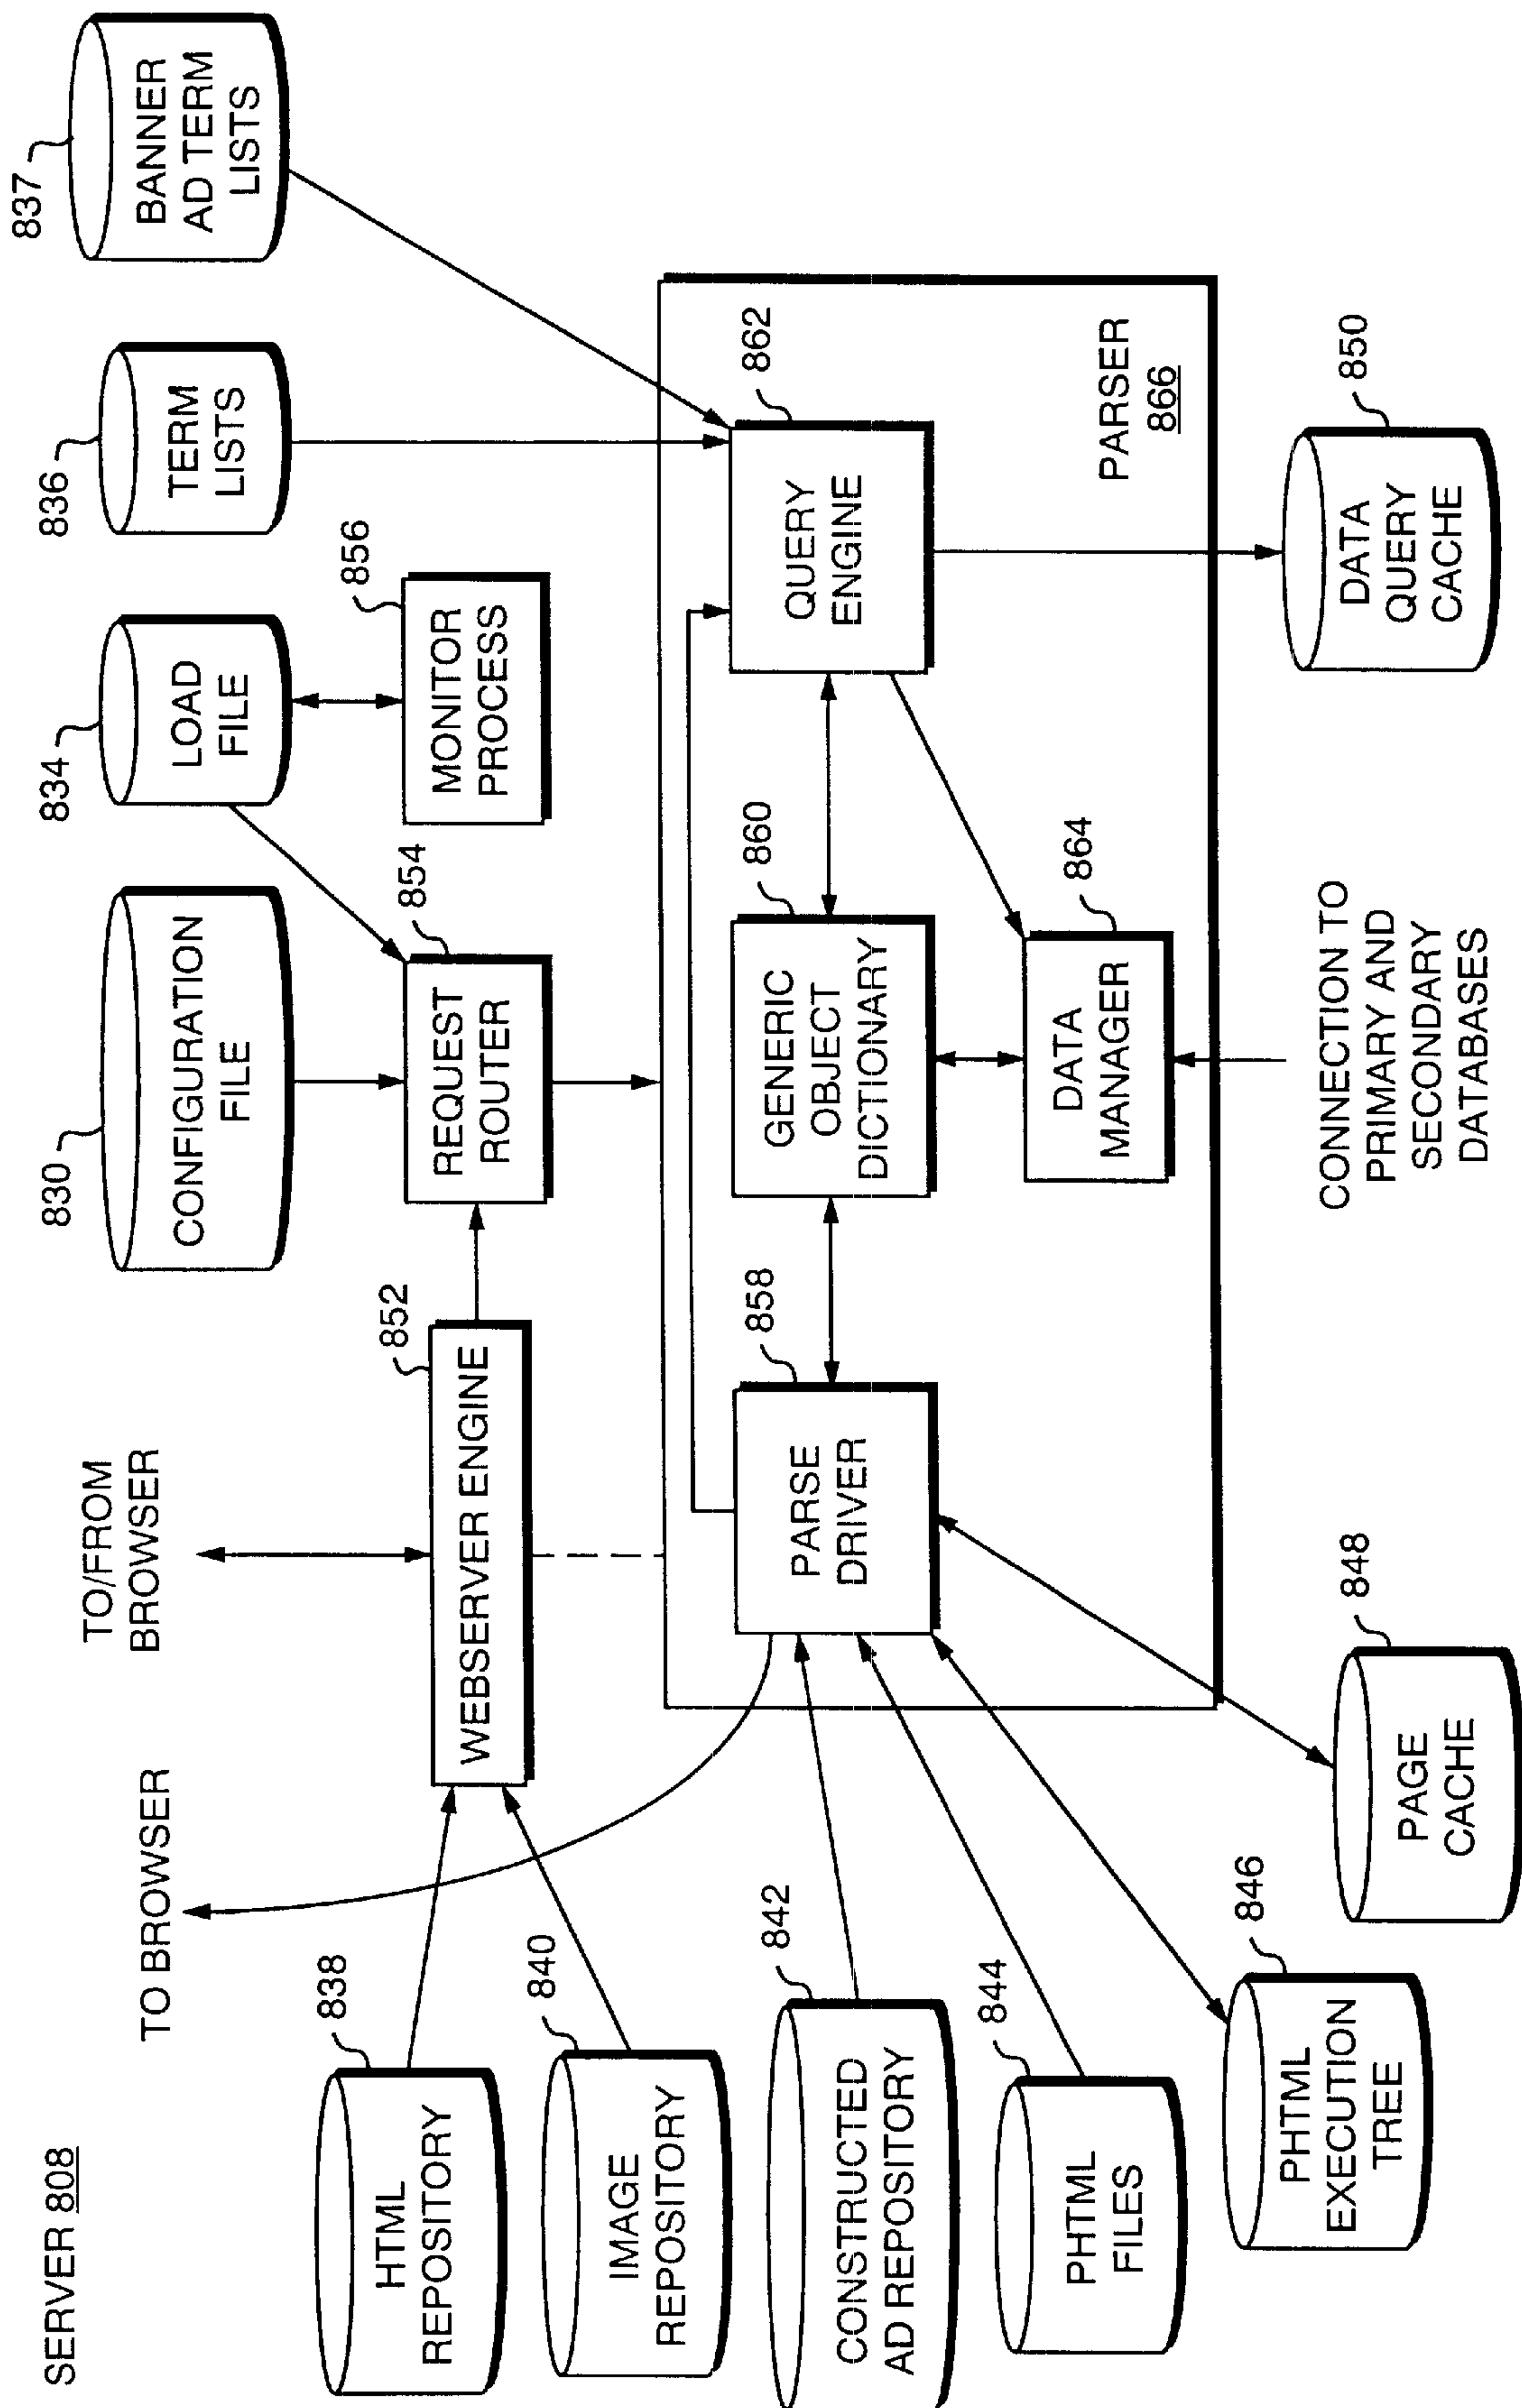 SERVER 808
TO BROWSER
TO/FROM
BROWSER
830
CONFIGURATION
FILE
834
LOAD
FILE
836
TERM
LISTS
837
BANNER
AD TERM
LISTS
838
HTML
REPOSITORY
852
WEBSERVER ENGINE
854
REQUEST
ROUTER
856
MONITOR
PROCESS
840
IMAGE
REPOSITORY
842
CONSTRUCTED
AD REPOSITORY
858
PARSE
DRIVER
860
GENERIC
OBJECT
DICTIONARY
862
QUERY
ENGINE
844
PHTML
FILES
864
DATA
MANAGER
PARSER
866
846
PHTML
EXECUTION
TREE
848
PAGE
CACHE
CONNECTION TO
PRIMARY AND
SECONDARY
DATABASES
850
DATA
QUERY
CACHE